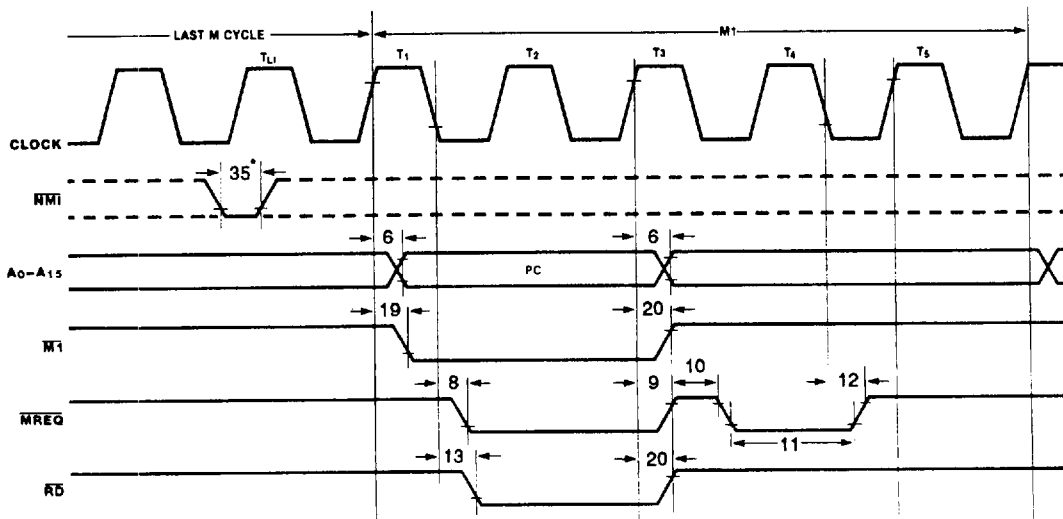 LAST M CYCLE
M1
TLI
T1
T2
T3
T4
T5
CLOCK
35*
NMI
6
6
A0–A15
PC
19
20
M1
8
9
10
12
MREQ
11
13
20
RD